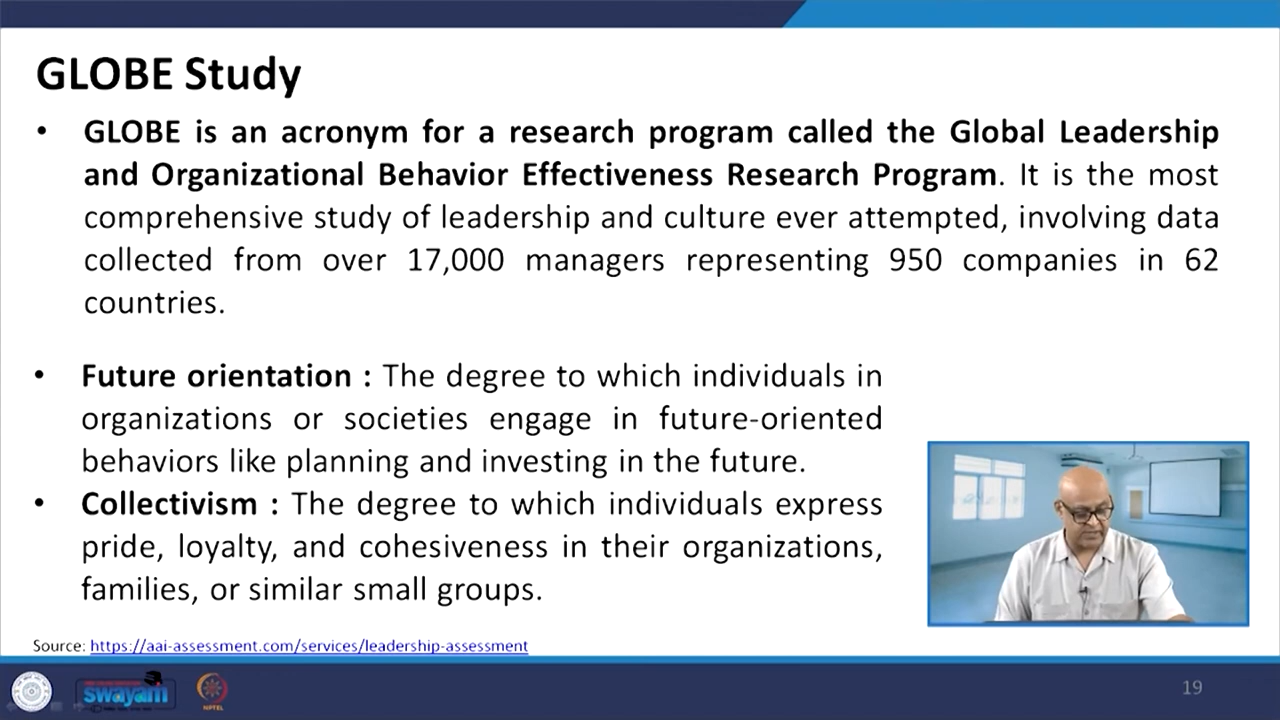 GLOBE Study
• GLOBE is an acronym for a research program called the Global Leadership
and Organizational Behavior Effectiveness Research Program. It is the most
comprehensive study of leadership and culture ever attempted, involving data
collected from over 17,000 managers representing 950 companies in 62
countries.
• Future orientation : The degree to which individuals in
organizations or societies engage in future-oriented
behaviors like planning and investing in the future.
• Collectivism : The degree to which individuals express
pride, loyalty, and cohesiveness in their organizations,
families, or similar small groups.
Source: https://aai-assessment.com/services/leadership-assessment
swayam
NPTEL
19